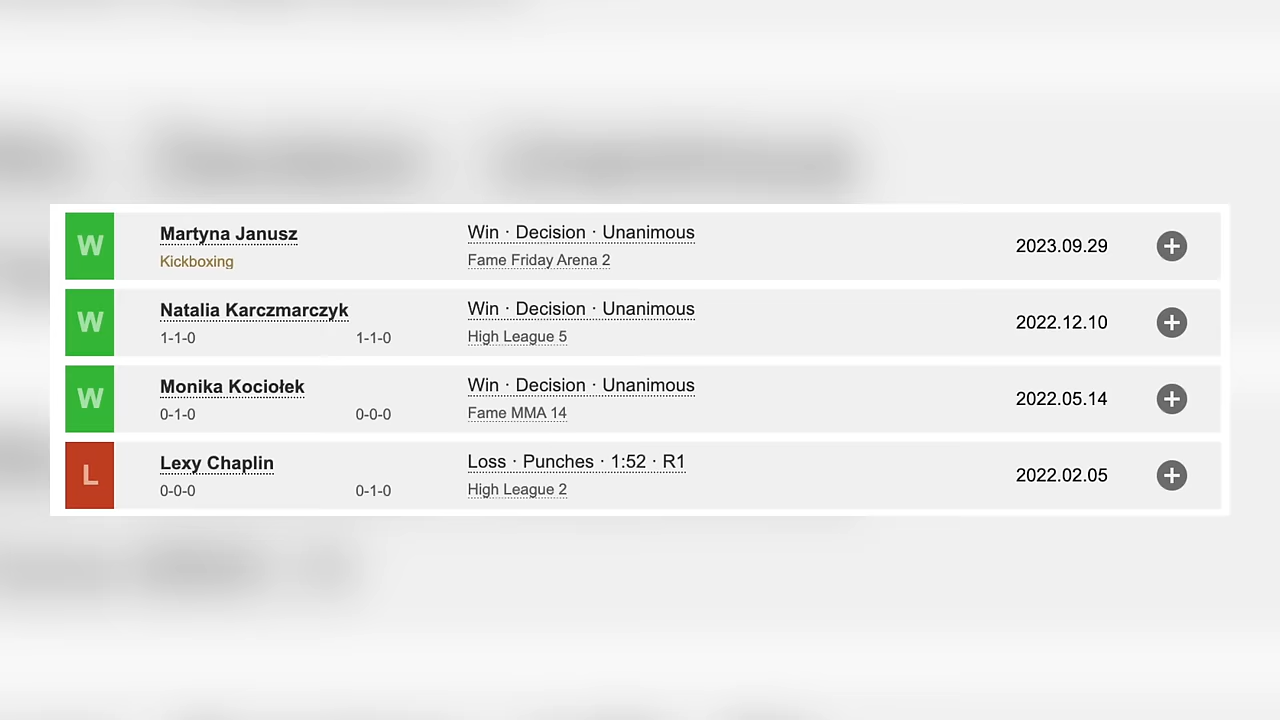 W
Martyna Janusz
Win · Decision · Unanimous
Kickboxing
Fame Friday Arena 2
2023.09.29
W
Natalia Karczmarczyk
Win · Decision · Unanimous
1-1-0 1-1-0
High League 5
2022.12.10
W
Monika Kociołek
Win · Decision · Unanimous
0-1-0 0-0-0
Fame MMA 14
2022.05.14
L
Lexy Chaplin
Loss · Punches · 1:52 · R1
0-0-0 0-1-0
High League 2
2022.02.05